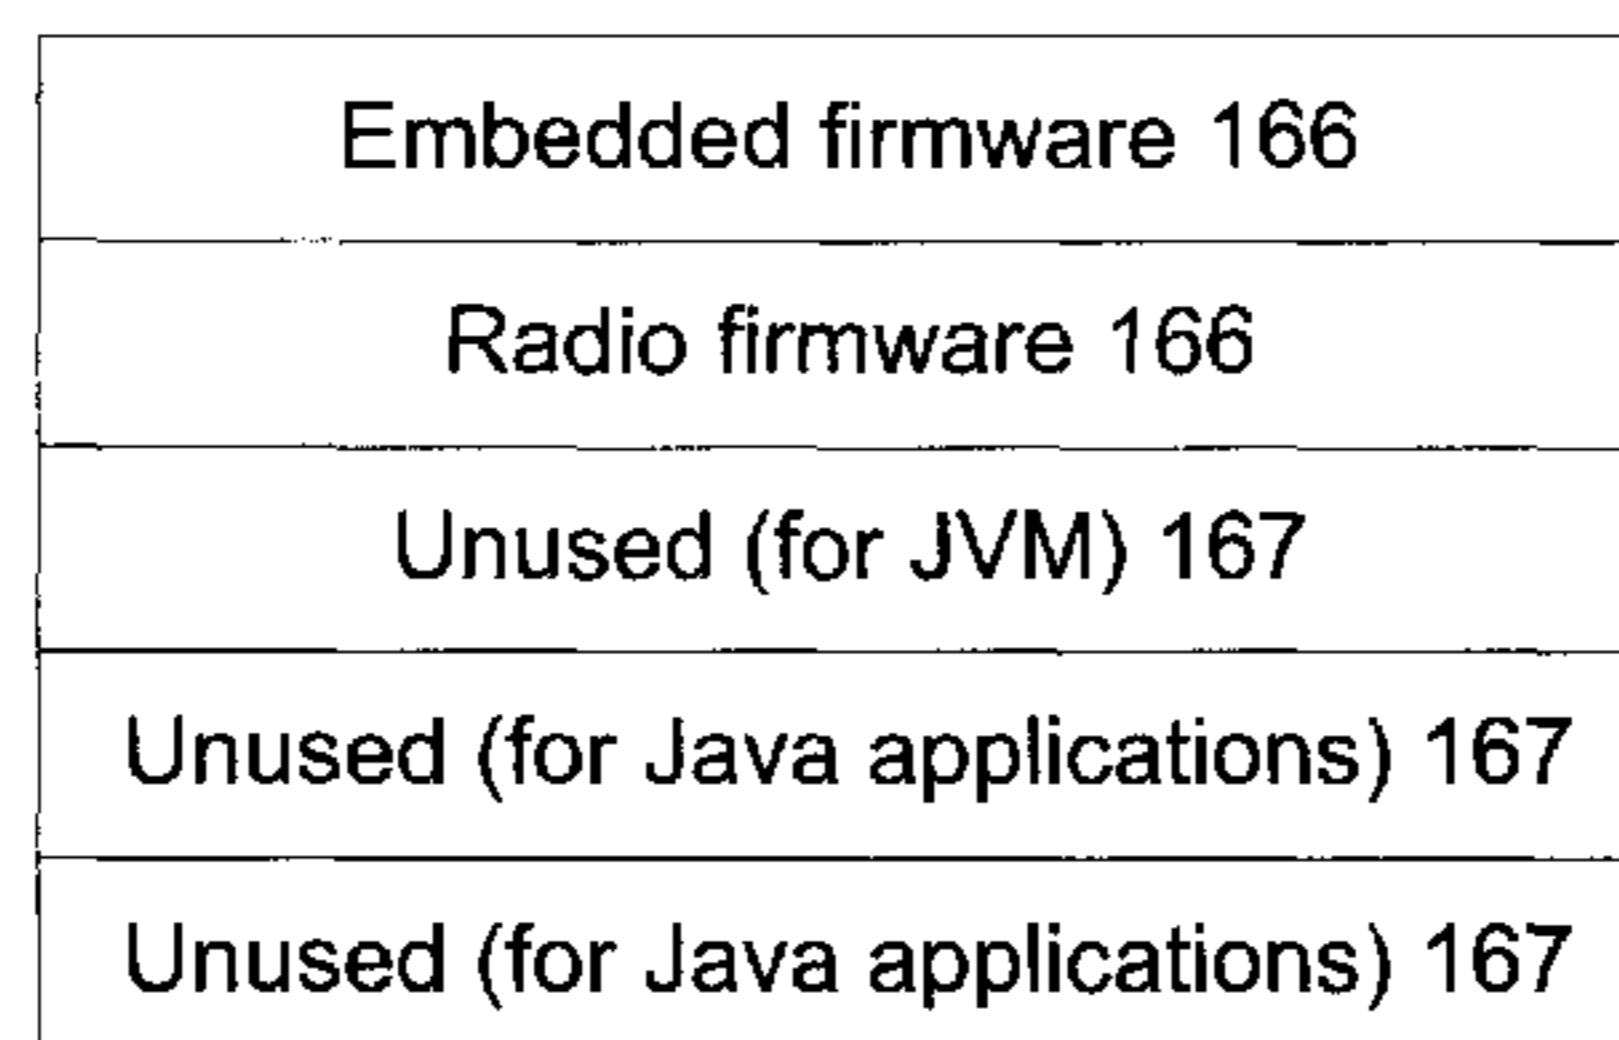 Embedded firmware 166
Radio firmware 166
Unused (for JVM) 167
Unused (for Java applications) 167
Unused (for Java applications) 167